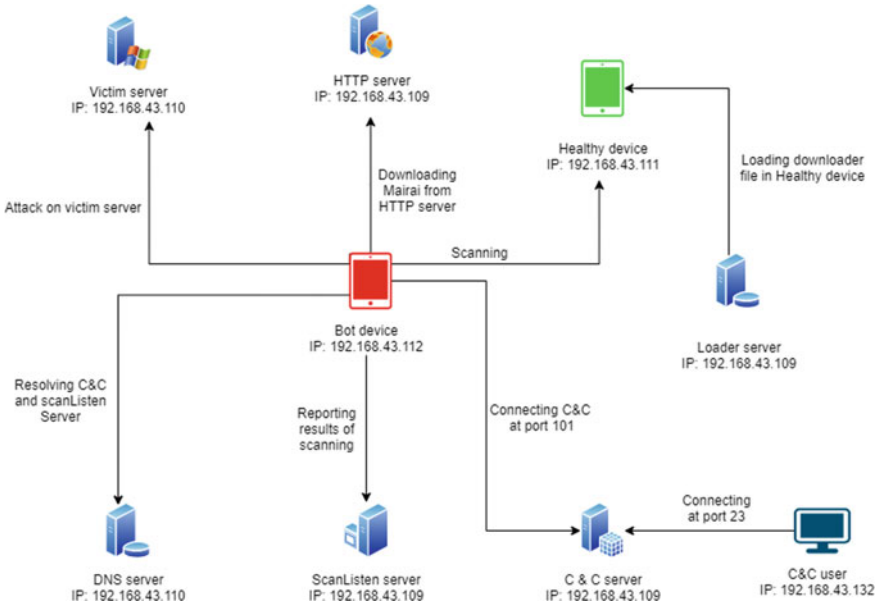 Victim server
IP: 192.168.43.110
HTTP server
IP: 192.168.43.109
Healthy device
IP: 192.168.43.111
Loading downloader
file in Healthy device
Downloading
Mairai from
HTTP server
Attack on victim server
Scanning
Bot device
IP: 192.168.43.112
Loader server
IP: 192.168.43.109
Resolving C&C
and scanListen
Server
Reporting
results of
scanning
Connecting C&C
at port 101
Connecting
at port 23
DNS server
IP: 192.168.43.110
ScanListen server
IP: 192.168.43.109
C & C server
IP: 192.168.43.109
C&C user
IP: 192.168.43.132